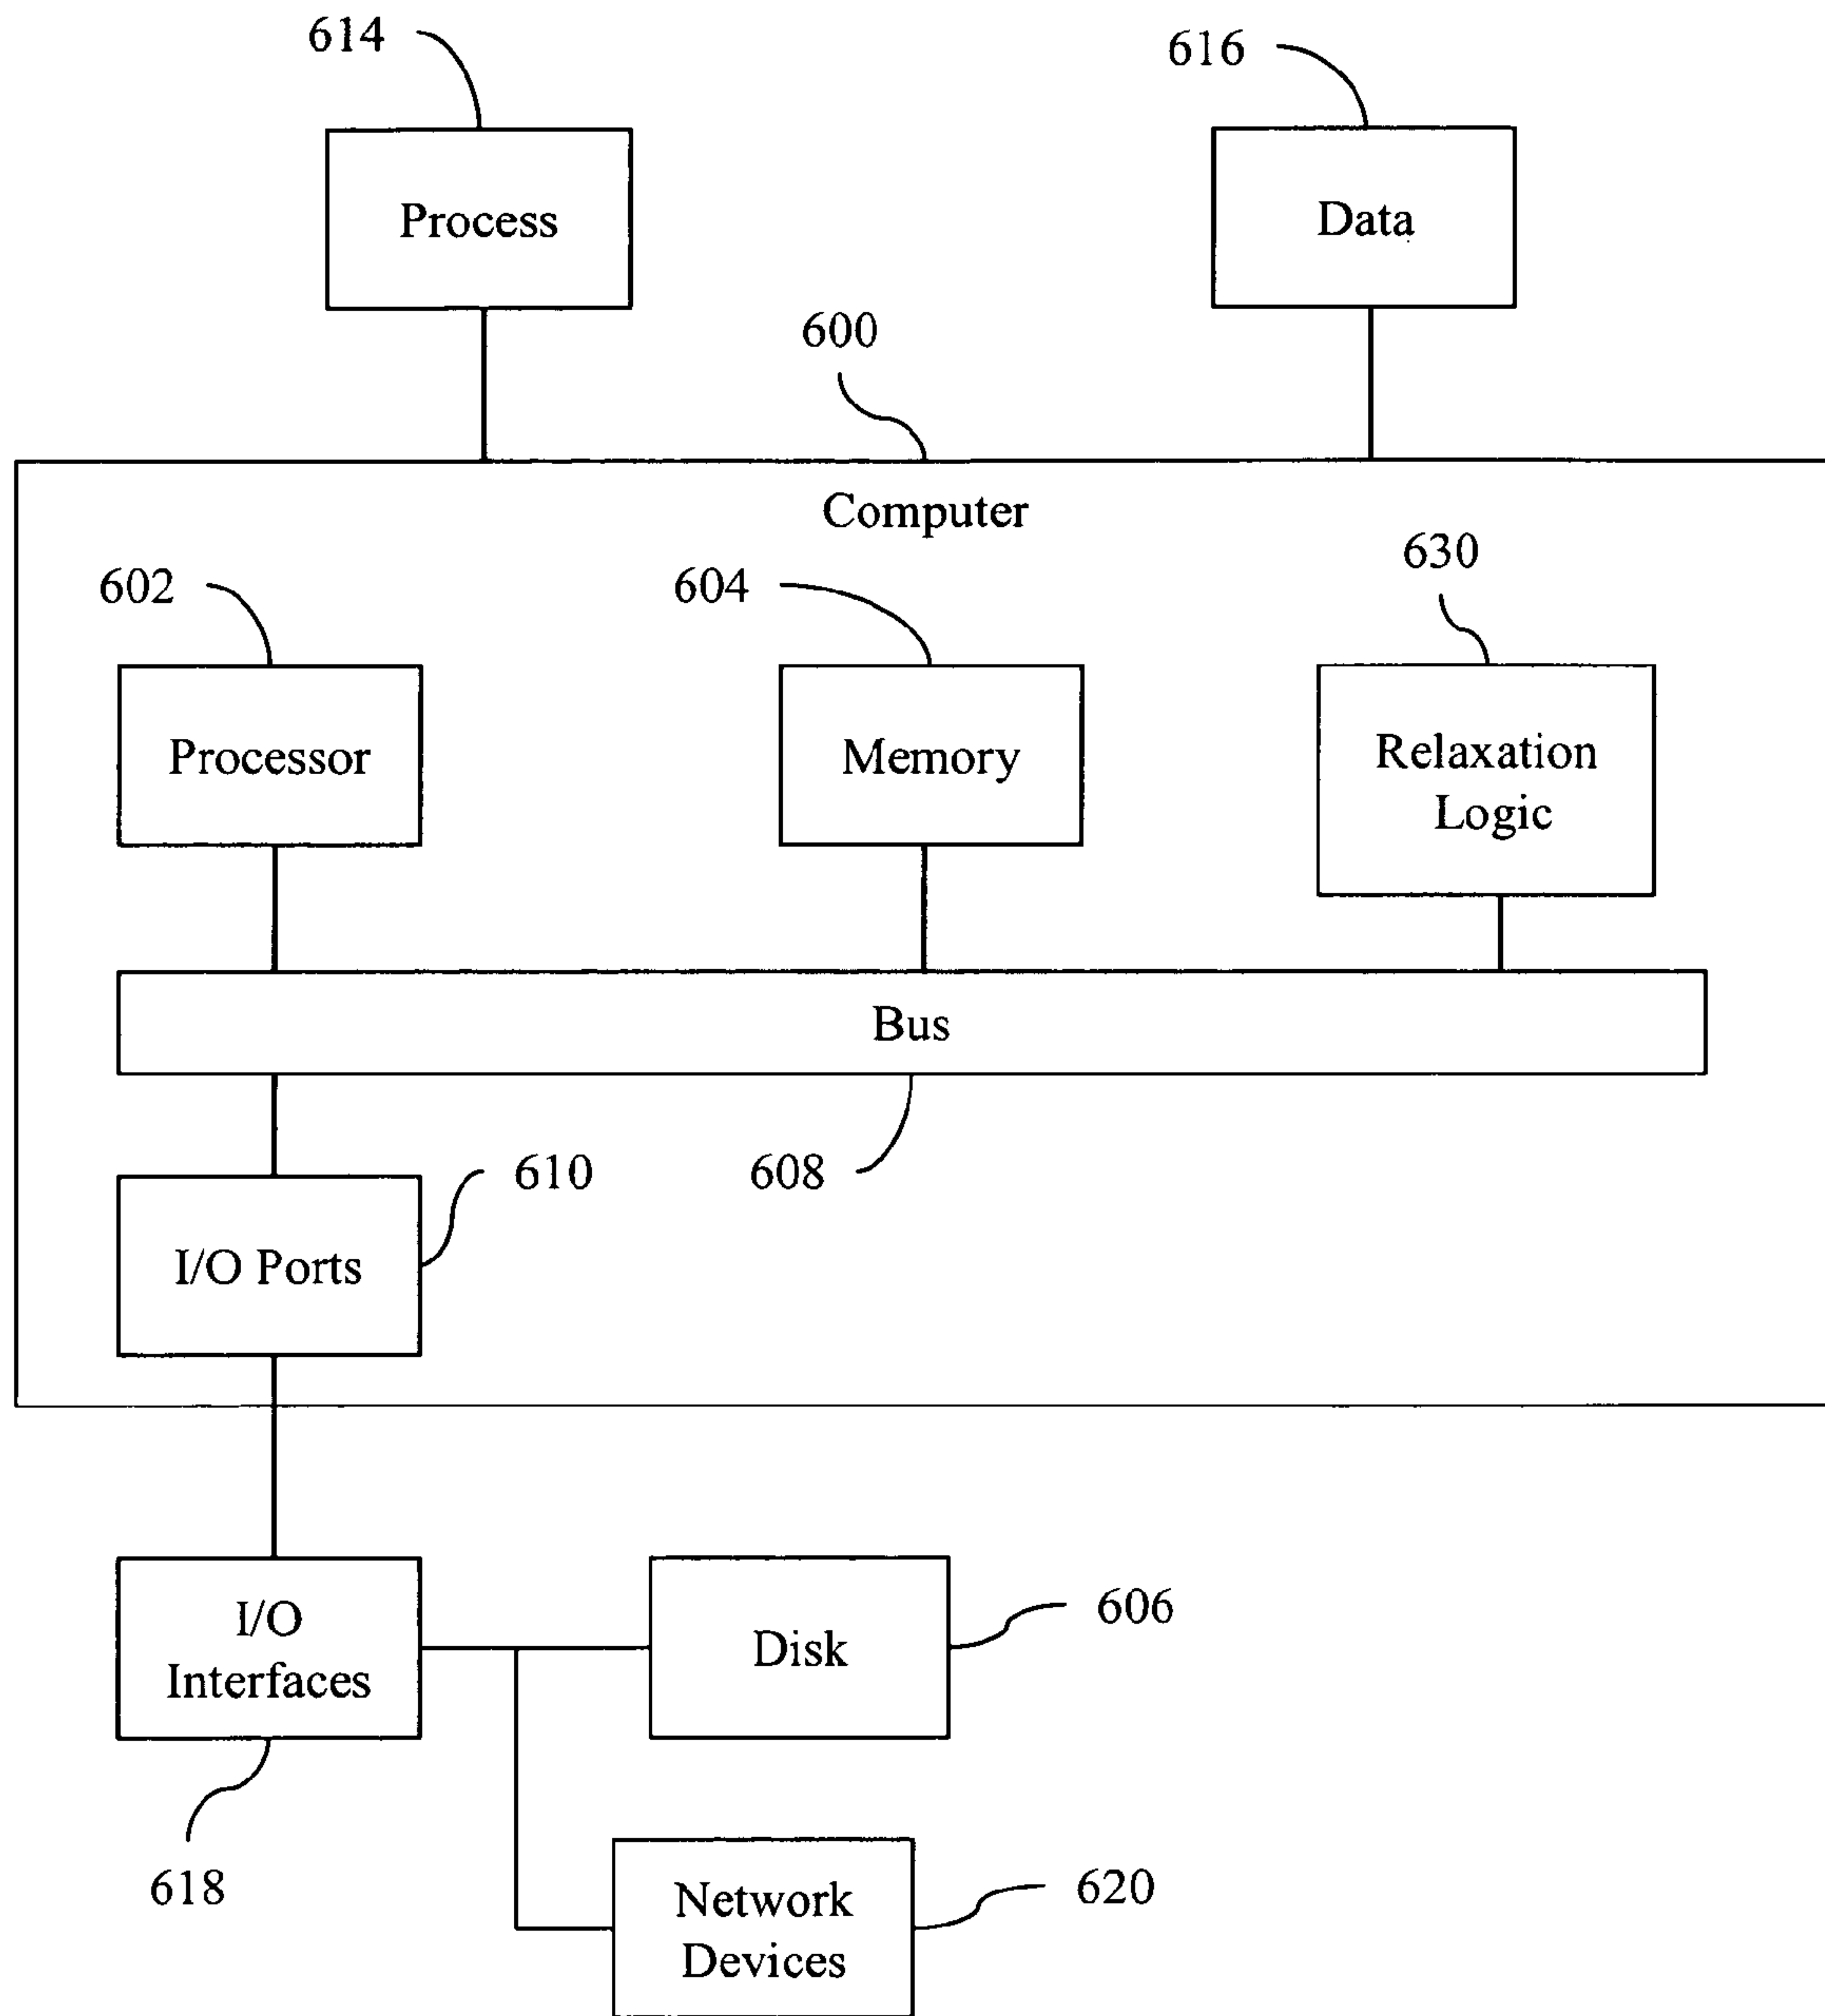 614
616
Process
Data
600
Computer
630
602
604
Processor
Memory
Relaxation
Logic
Bus
610
608
I/O Ports
606
I/O
Interfaces
Disk
618
620
Network
Devices